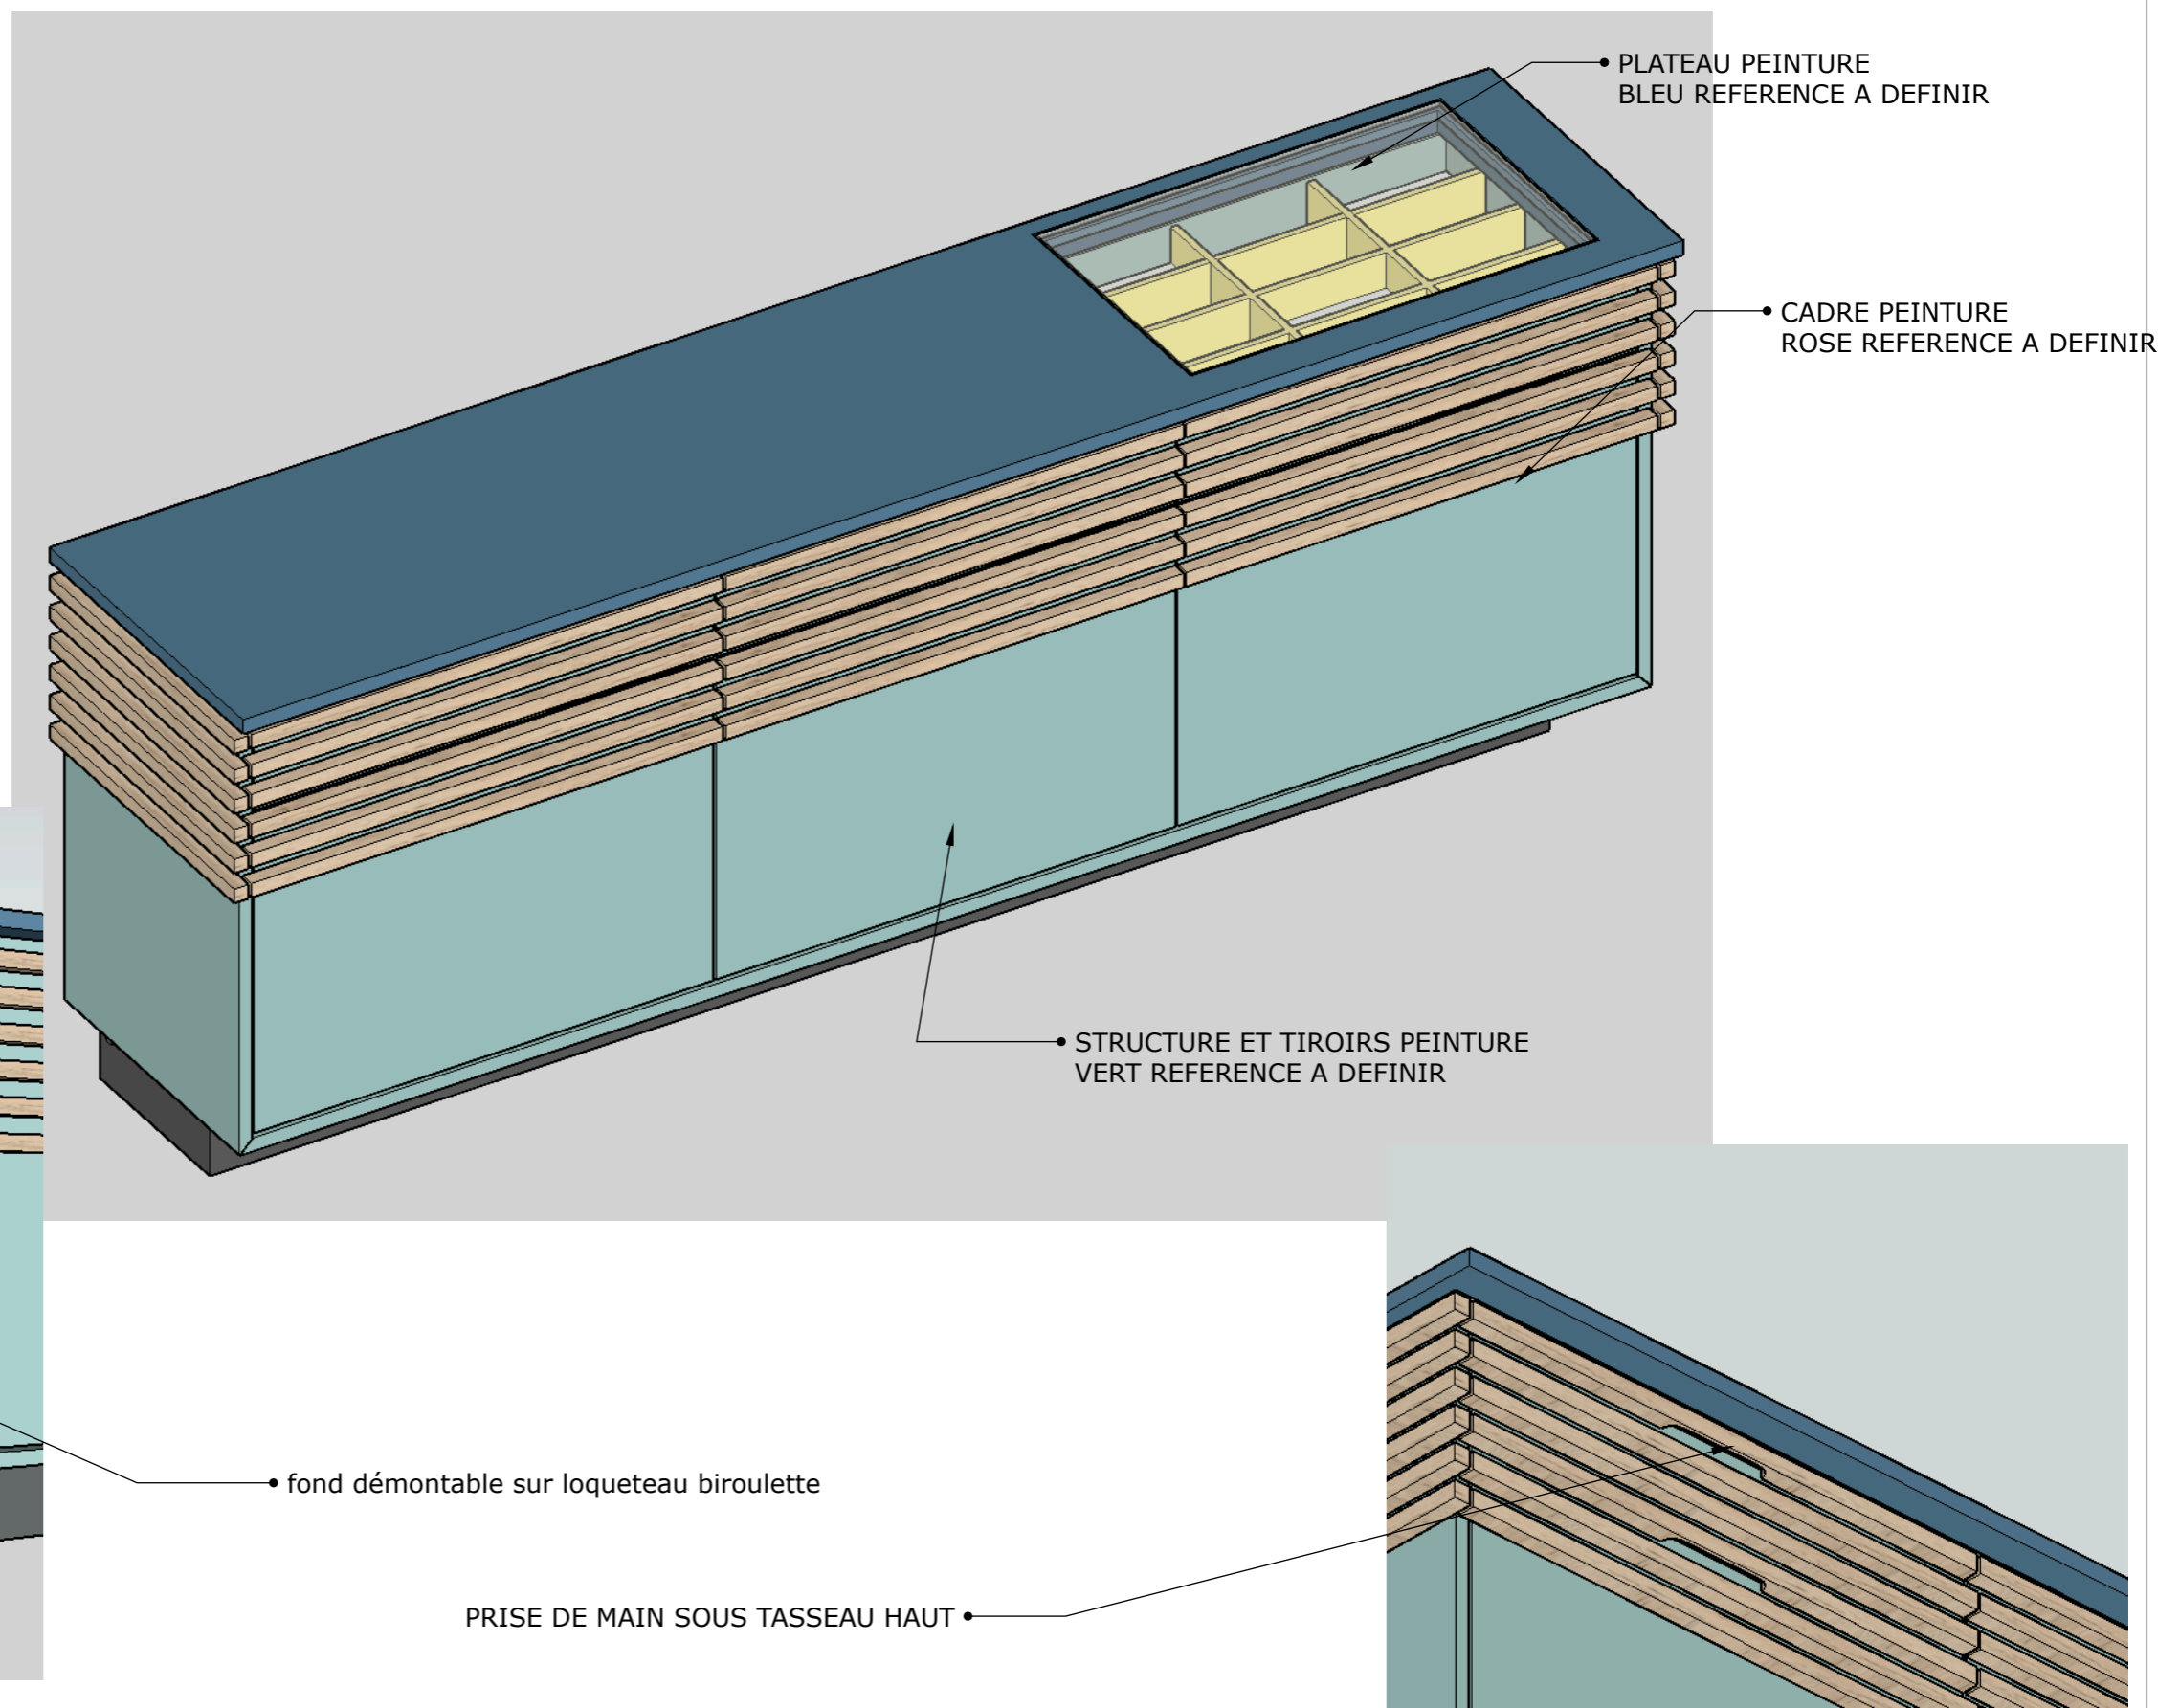 PLATEAU PEINTURE
BLEU REFERENCE A DEFINIR
CADRE PEINTURE
ROSE REFERENCE A DEFINIR
STRUCTURE ET TIROIRS PEINTURE
VERT REFERENCE A DEFINIR
fond démontable sur loqueteau biroulette
PRISE DE MAIN SOUS TASSEAU HAUT